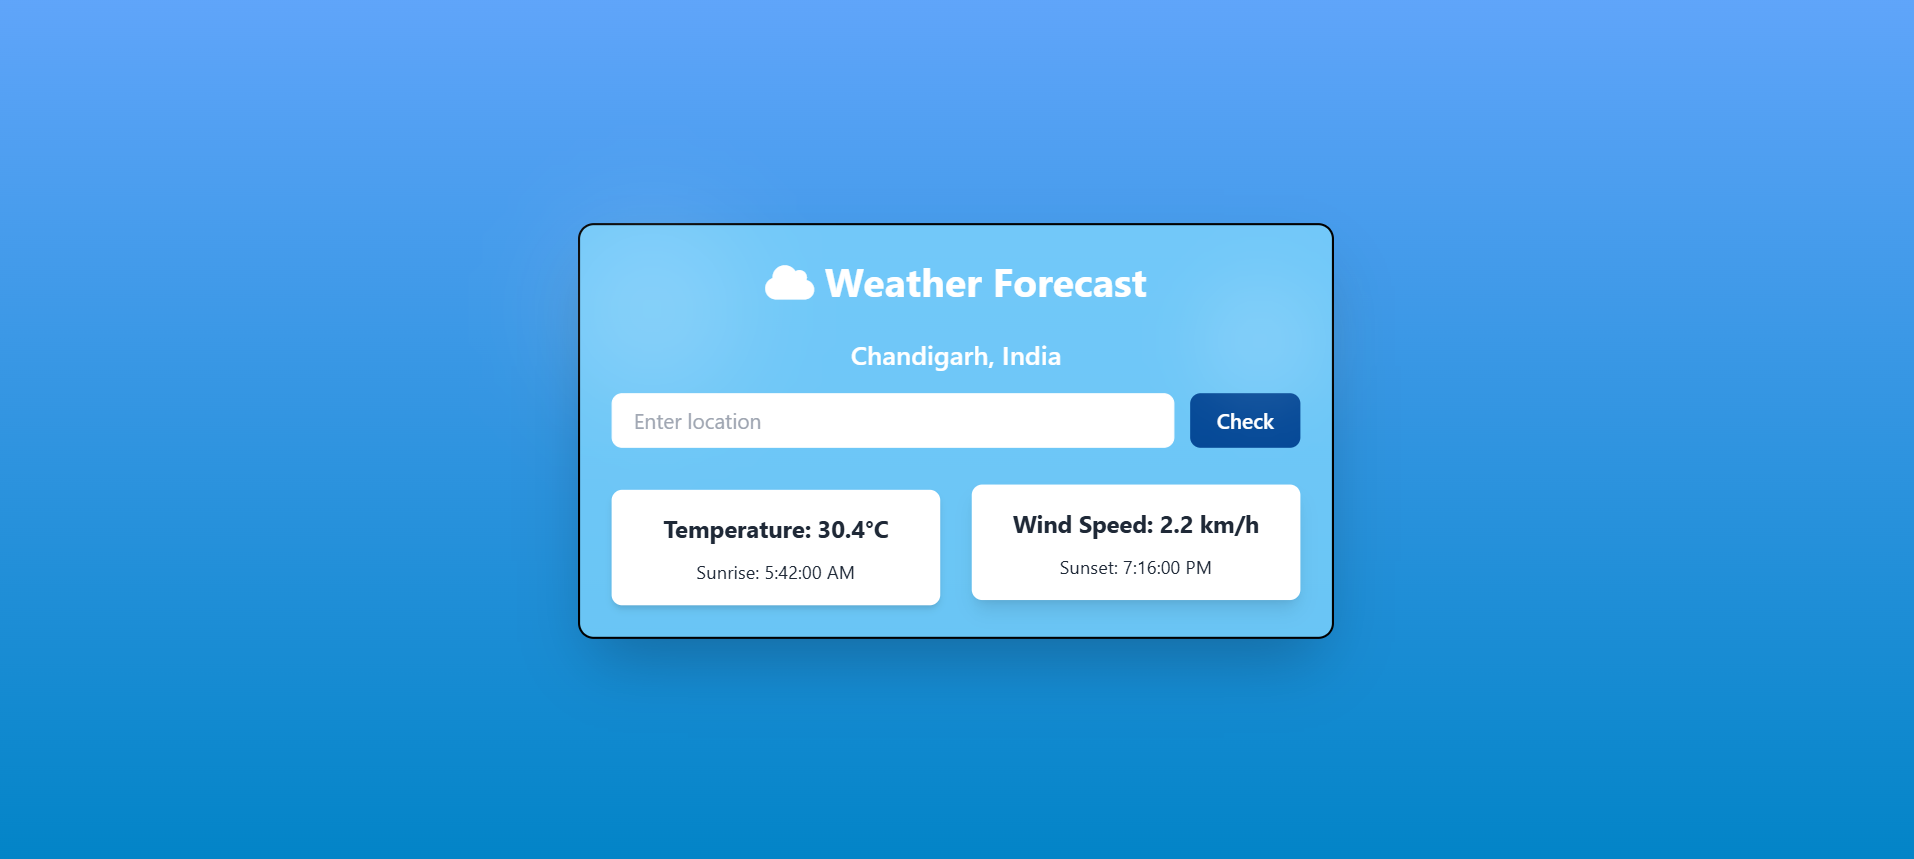 Weather Forecast
Chandigarh, India
Enter location
Check
Temperature: 30.4°C
Sunrise: 5:42:00 AM
Wind Speed: 2.2 km/h
Sunset: 7:16:00 PM